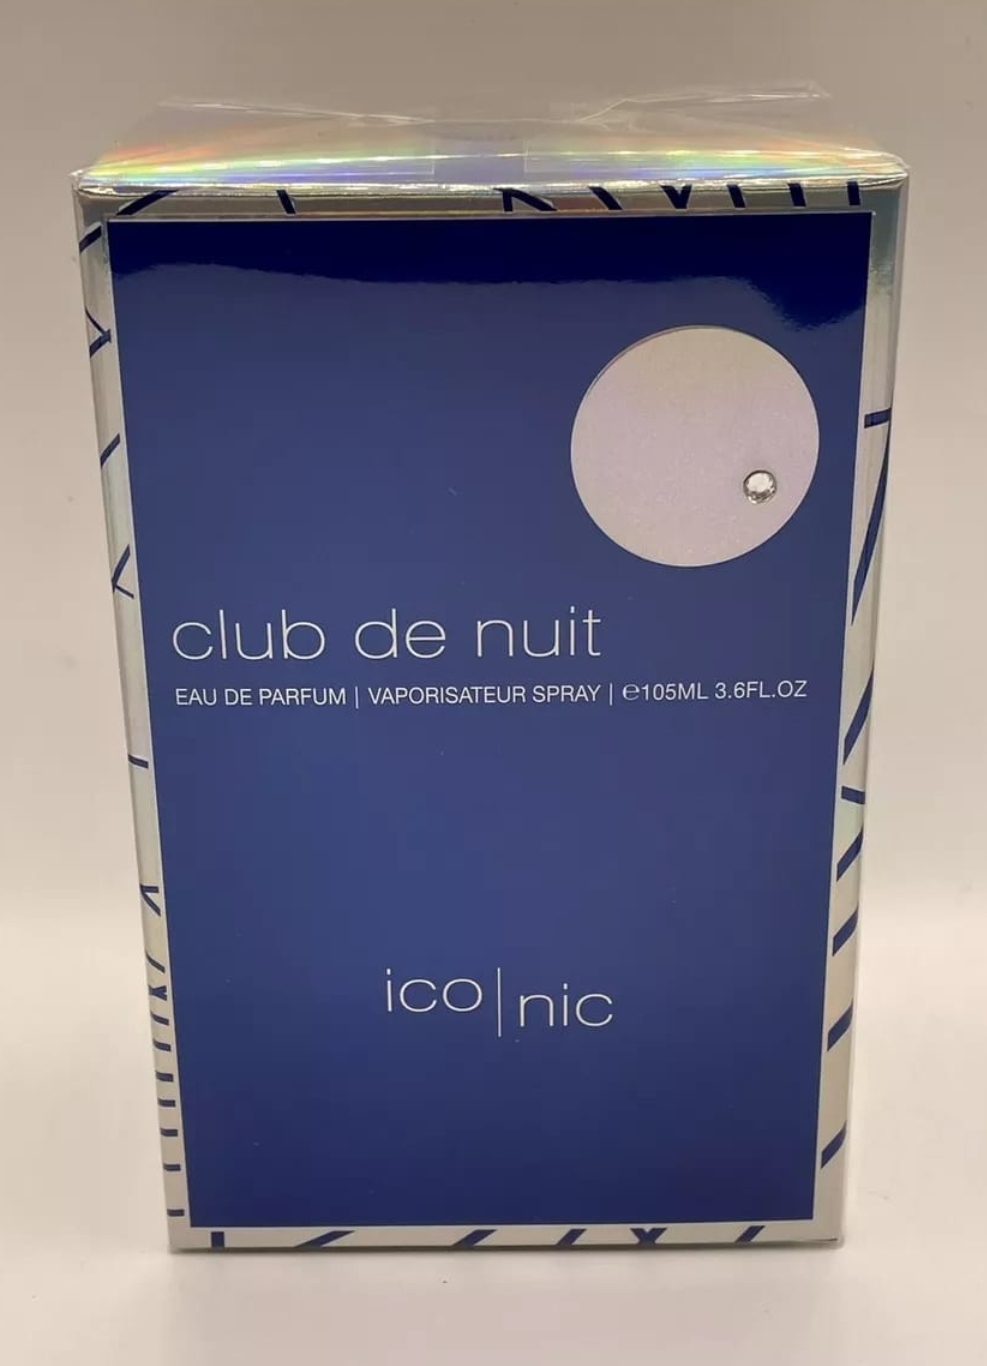 club de nuit
EAU DE PARFUM | VAPORISATEUR SPRAY | ℮105ML 3.6FL.OZ
ico|nic